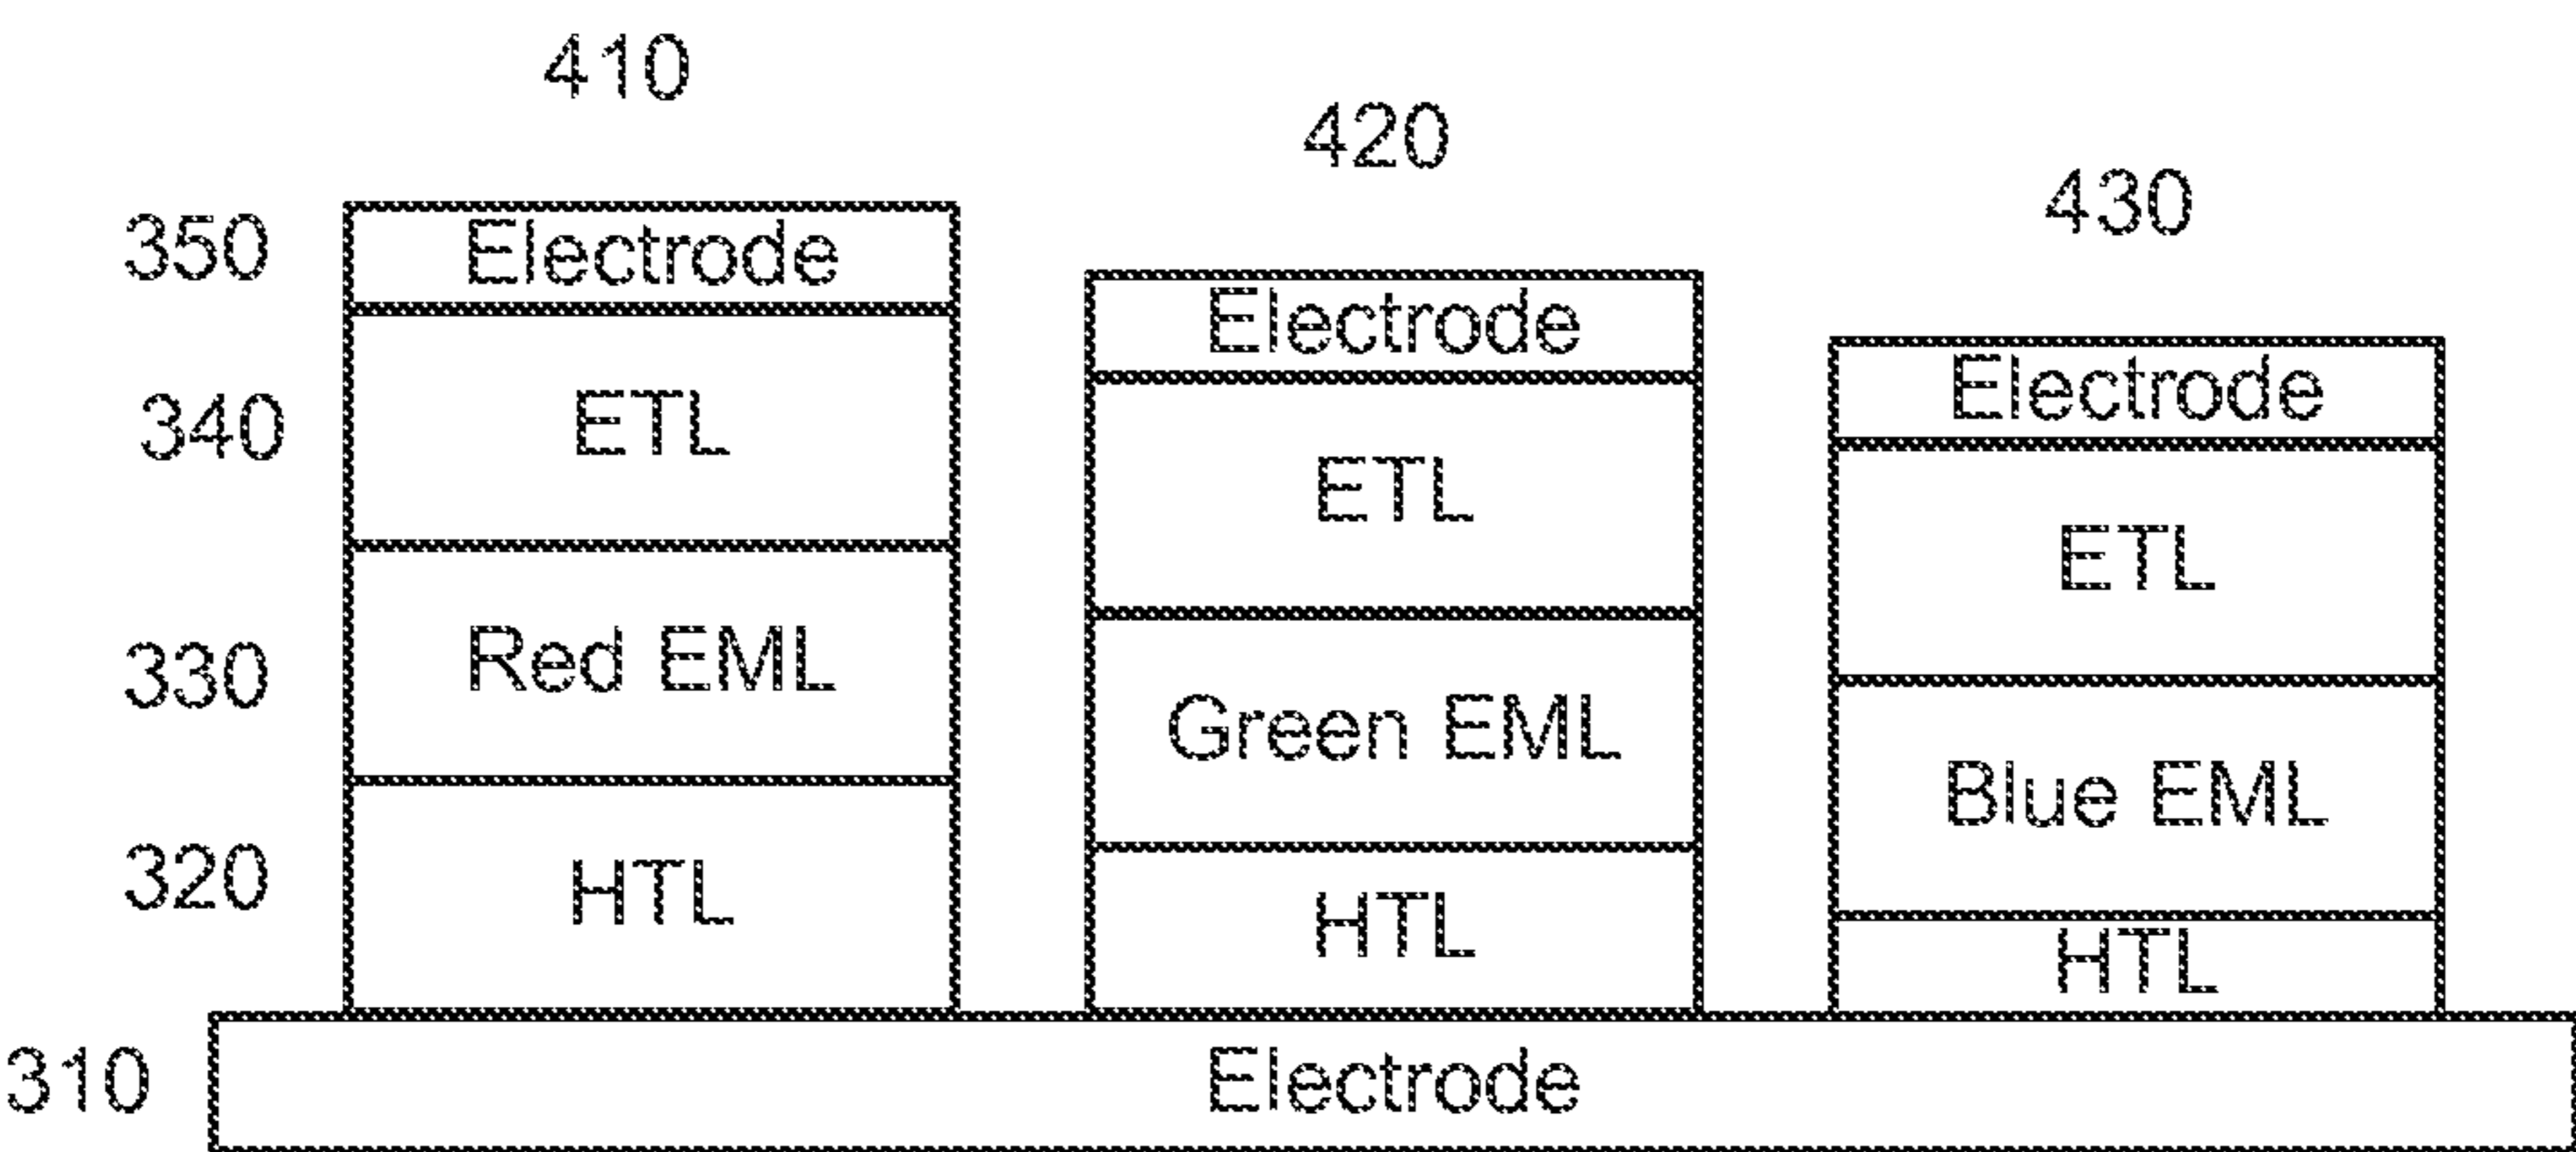 410
420
430
350 Electrode
Electrode
Electrode
340 ETL
ETL
ETL
330 Red EML
Green EML
Blue EML
320 HTL
HTL
HTL
310 Electrode